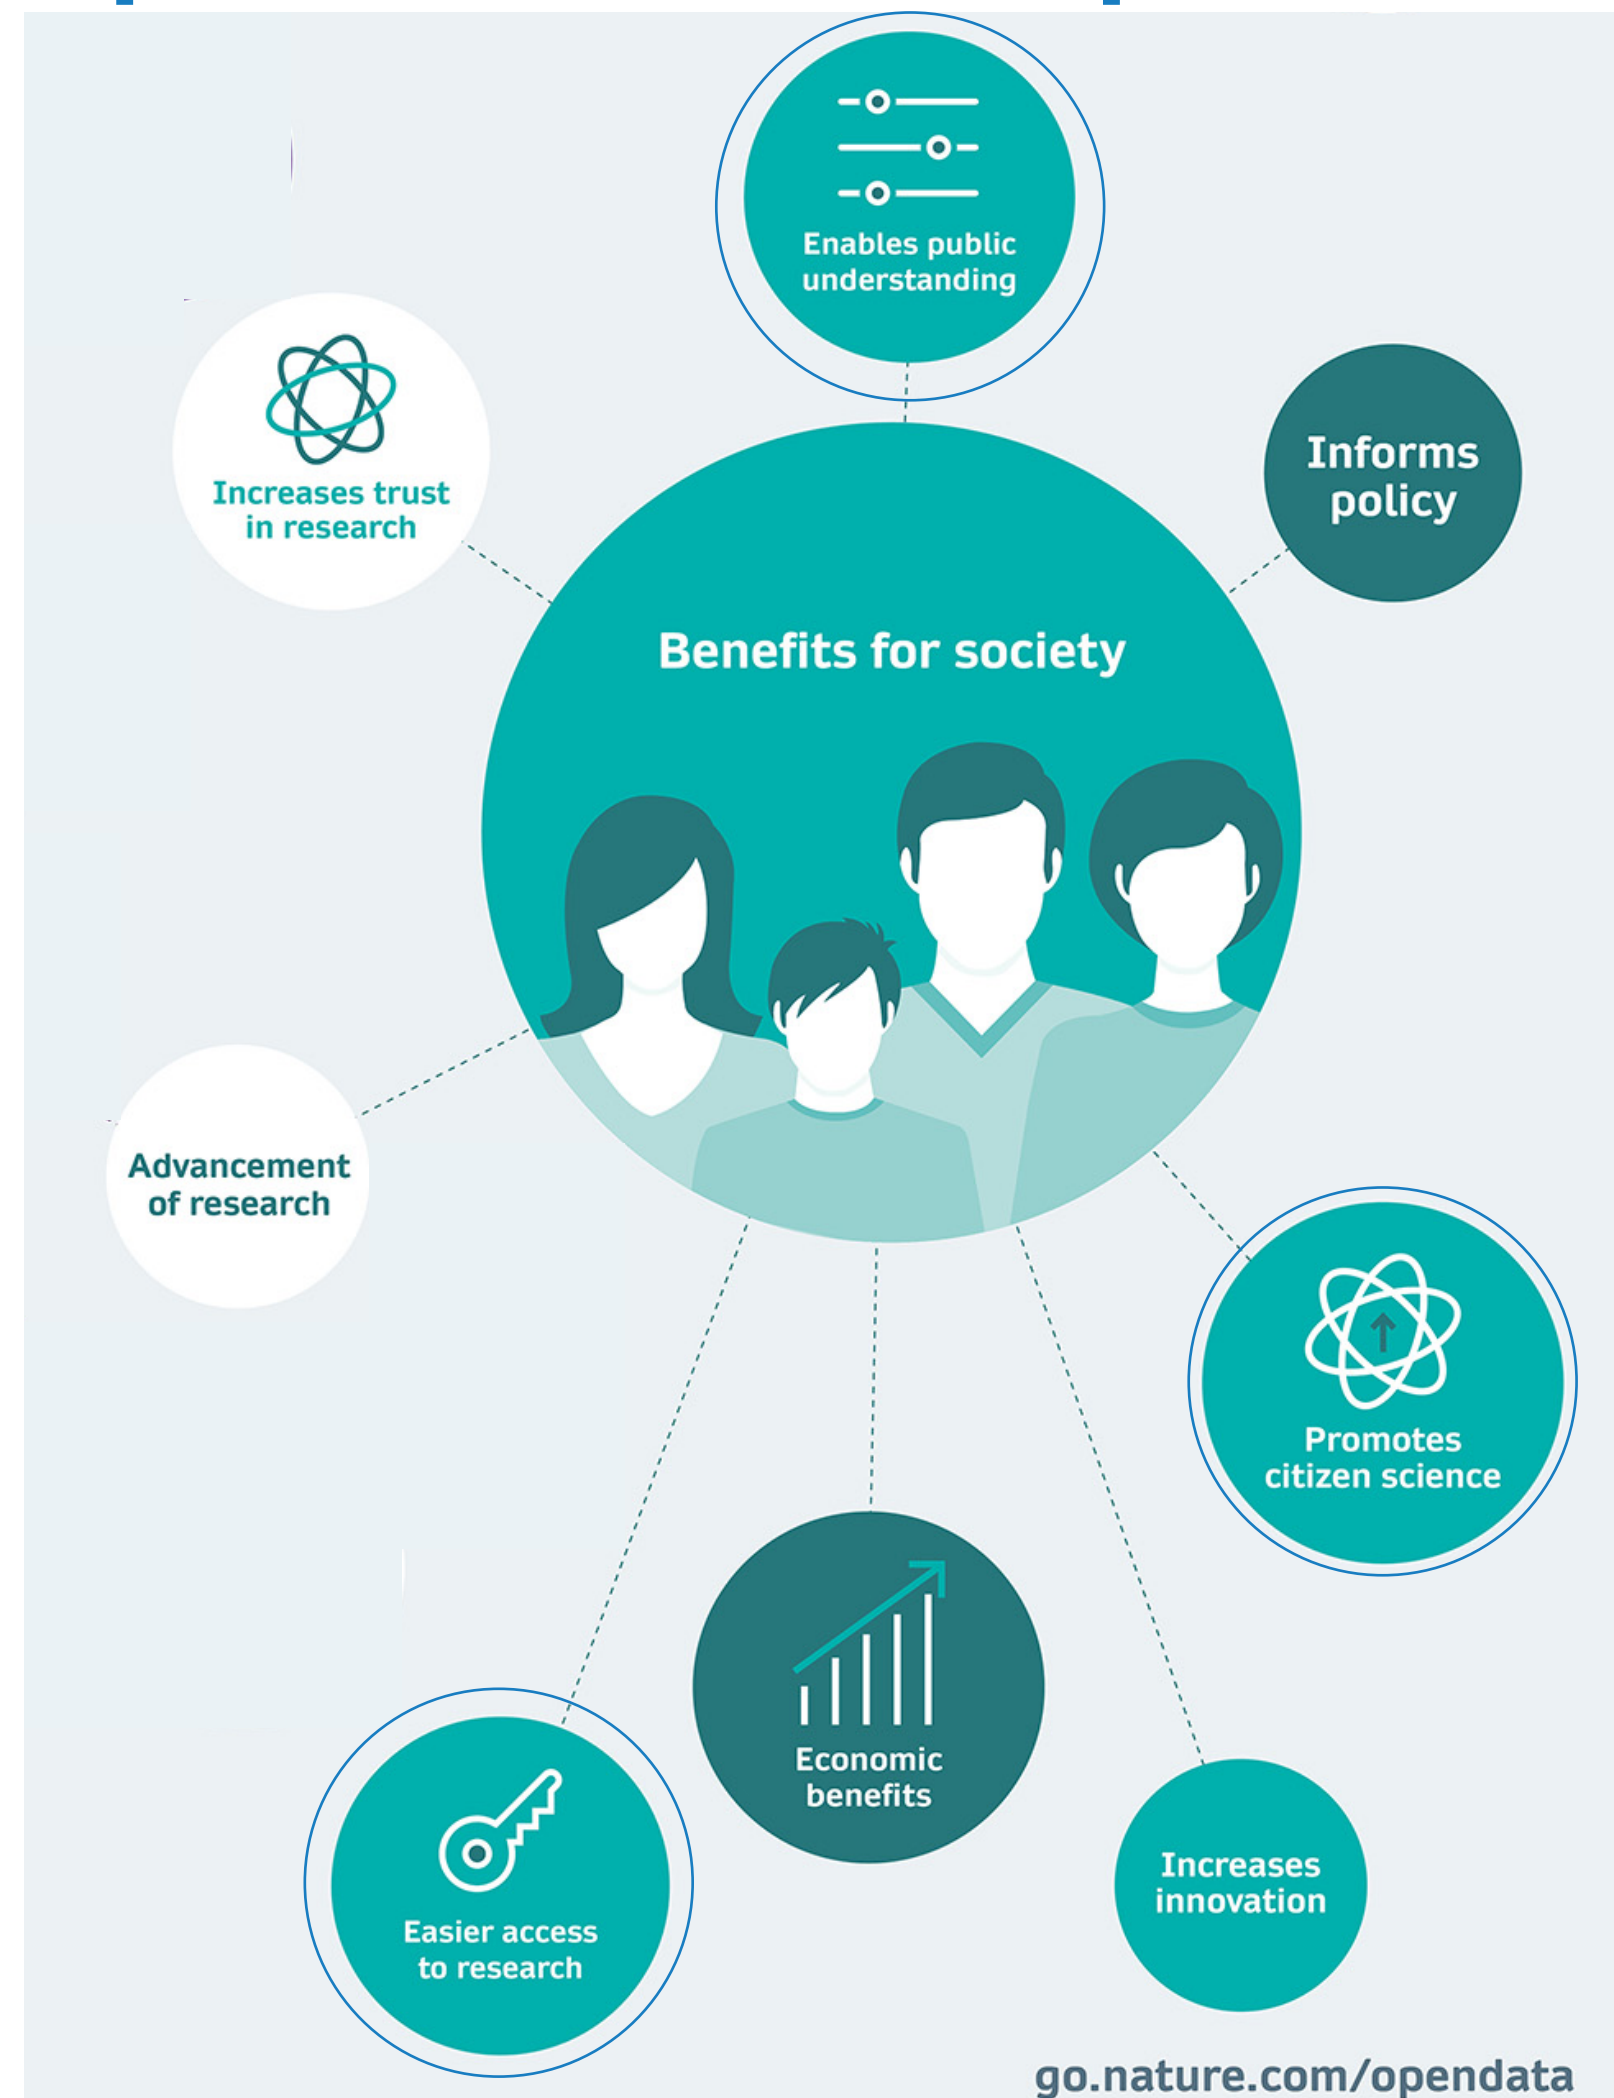 Enables public
understanding
Increases trust
in research
Informs
policy
Benefits for society
Advancement
of research
Promotes
citizen science
Economic
benefits
Increases
innovation
Easier access
to research
go.nature.com/opendata